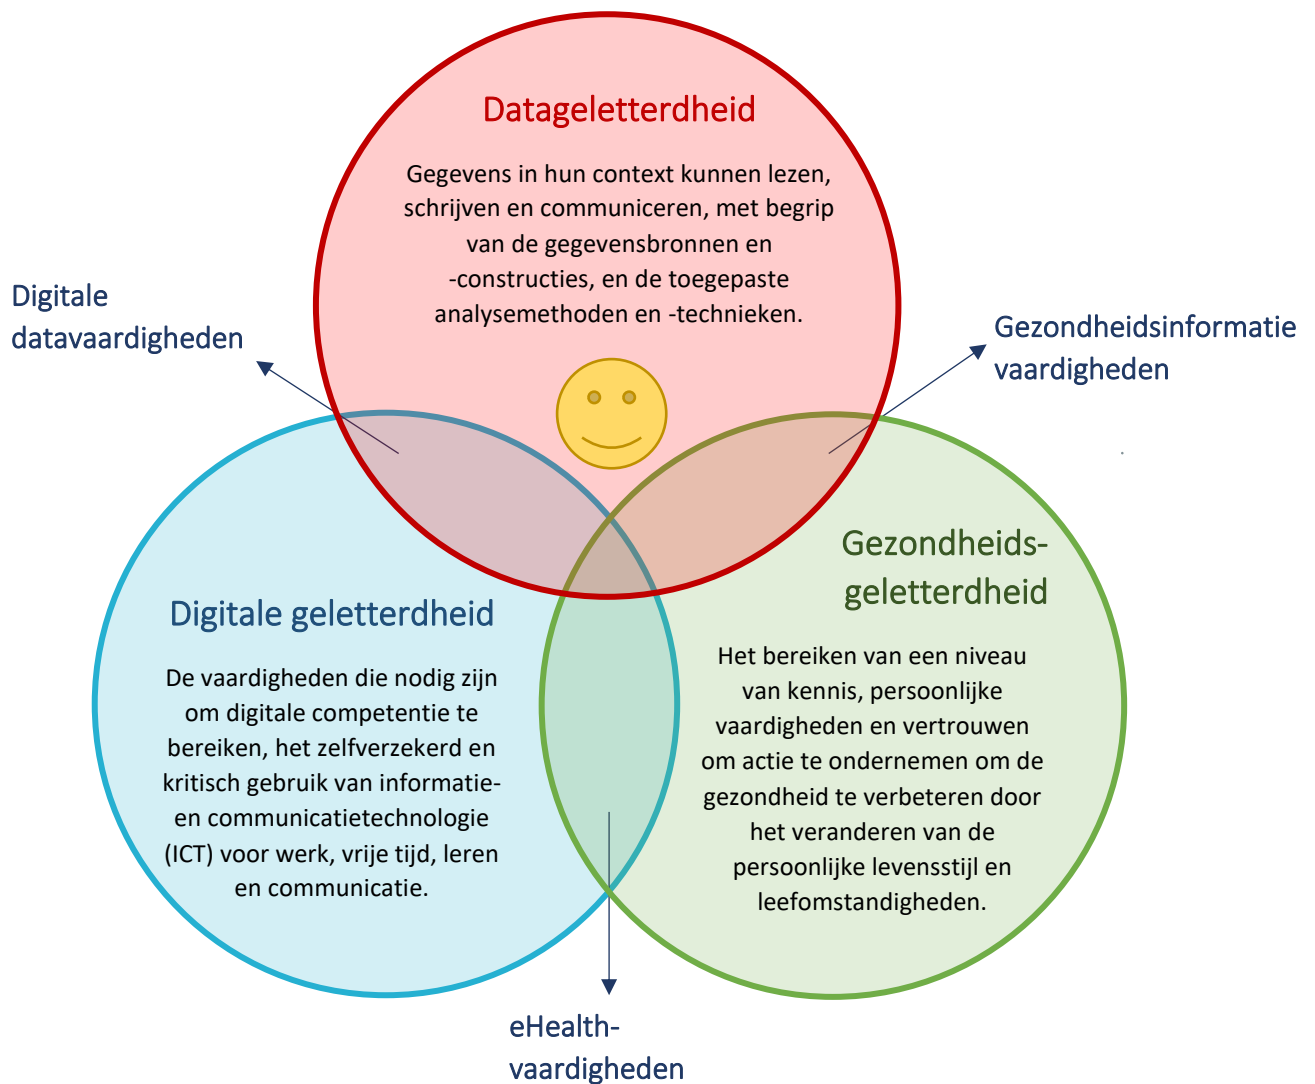 Datageletterdheid
Gegevens in hun context kunnen lezen,
schrijven en communiceren, met begrip
van de gegevensbronnen en
-constructies, en de toegepaste
analysemethoden en -technieken.
Digitale
datavaardigheden
Gezondheidsinformatie
vaardigheden
Digitale geletterdheid
De vaardigheden die nodig zijn
om digitale competentie te
bereiken, het zelfverzekerd en
kritisch gebruik van informatie-
en communicatietechnologie
(ICT) voor werk, vrije tijd, leren
en communicatie.
Gezondheids-
geletterdheid
Het bereiken van een niveau
van kennis, persoonlijke
vaardigheden en vertrouwen
om actie te ondernemen om de
gezondheid te verbeteren door
het veranderen van de
persoonlijke levensstijl en
leefomstandigheden.
eHealth-
vaardigheden